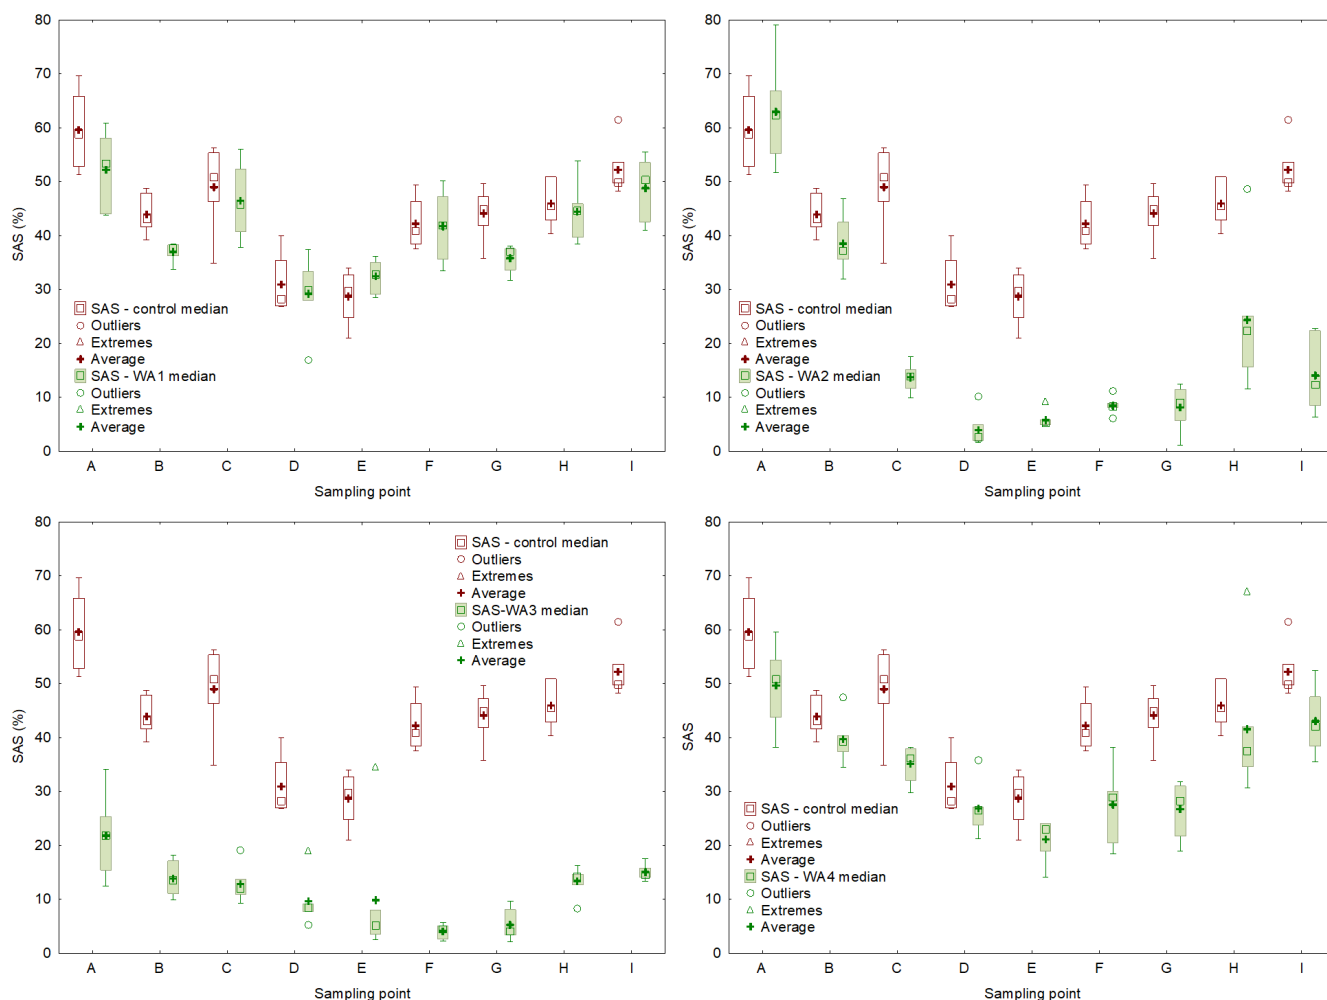 80
70
60
50
40
30
20
10
0
SAS (%)
SAS - control median
Outliers
Extremes
Average
SAS - WA1 median
Outliers
Extremes
Average
A B C D E F G H I
Sampling point
80
70
60
50
40
30
20
10
0
SAS (%)
SAS - control median
Outliers
Extremes
Average
SAS - WA2 median
Outliers
Extremes
Average
A B C D E F G H I
Sampling point
80
70
60
50
40
30
20
10
0
SAS (%)
SAS - control median
Outliers
Extremes
Average
SAS-WA3 median
Outliers
Extremes
Average
A B C D E F G H I
Sampling point
80
70
60
50
40
30
20
10
0
SAS
SAS - control median
Outliers
Extremes
Average
SAS - WA4 median
Outliers
Extremes
Average
A B C D E F G H I
Sampling point